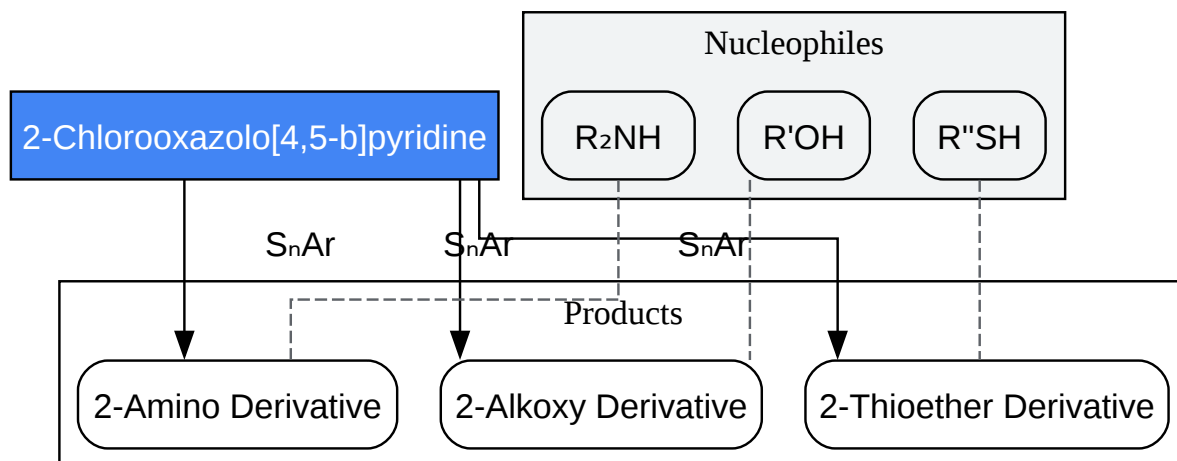 Nucleophiles
2-Chlorooxazolo[4,5-b]pyridine
R₂NH
R'OH
R"SH
SₙAr
SₙAr
SₙAr
Products
2-Amino Derivative
2-Alkoxy Derivative
2-Thioether Derivative